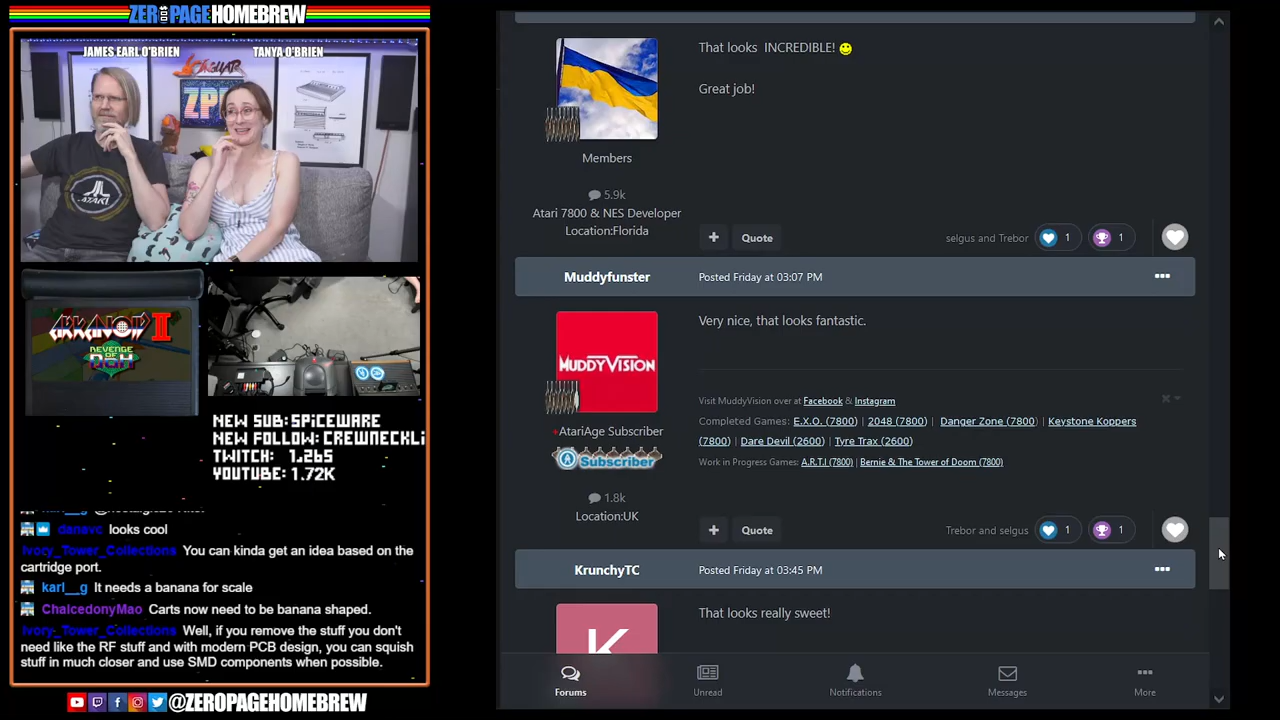 ZERO PAGE HOMEBREW
JAMES EARL O'BRIEN
TANYA O'BRIEN
ZPH
ATARI
ARKANOID II
REVENGE
OF
DOH
NEW SUB: SPICEWARE
NEW FOLLOW: CREWNECKLI
TWITCH: 1.26S
YOUTUBE: 1.72K
danavc looks cool
Ivory_Tower_Collections You can kinda get an idea based on the
cartridge port.
karl__g It needs a banana for scale
ChalcedonyMao Carts now need to be banana shaped.
Ivory_Tower_Collections Well, if you remove the stuff you don't
need like the RF stuff and with modern PCB design, you can squish
stuff in much closer and use SMD components when possible.
@ZEROPAGEHOMEBREW
That looks INCREDIBLE!
Great job!
Members
5.9k
Atari 7800 & NES Developer
Location:Florida
+ Quote
selgus and Trebor 1 1
Muddyfunster
Posted Friday at 03:07 PM
MUDDYVISION
Very nice, that looks fantastic.
Visit MuddyVision over at Facebook & Instagram
+AtariAge Subscriber
Subscriber
Completed Games: E.X.O. (7800) 2048 (7800) Danger Zone (7800) Keystone Koppers
(7800) Dare Devil (2600) Tyre Trax (2600)
Work in Progress Games: A.R.T.I (7800) Bernie & The Tower of Doom (7800)
1.8k
Location:UK
+ Quote
Trebor and selgus 1 1
KrunchyTC
Posted Friday at 03:45 PM
K
That looks really sweet!
Forums
Unread
Notifications
Messages
More